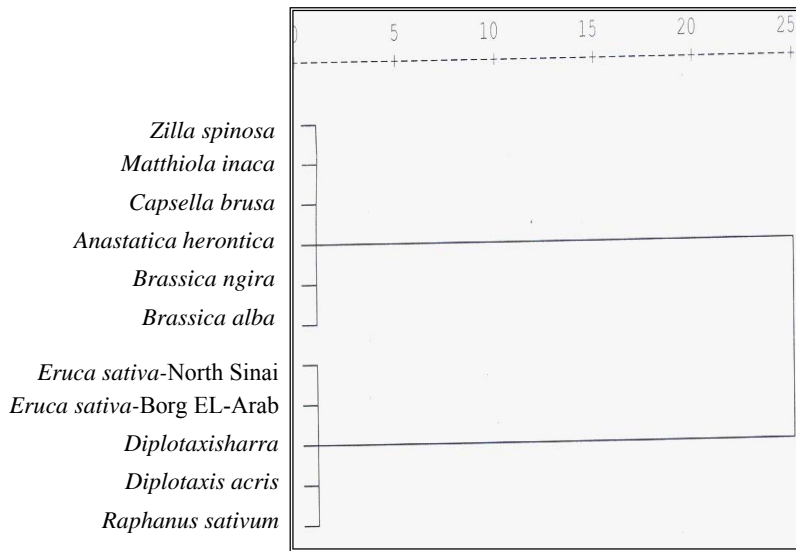 0 5 10 15 20 25
Zilla spinosa
Matthiola inaca
Capsella brusa
Anastatica herontica
Brassica ngira
Brassica alba
Eruca sativa-North Sinai
Eruca sativa-Borg EL-Arab
Diplotaxisharra
Diplotaxis acris
Raphanus sativum